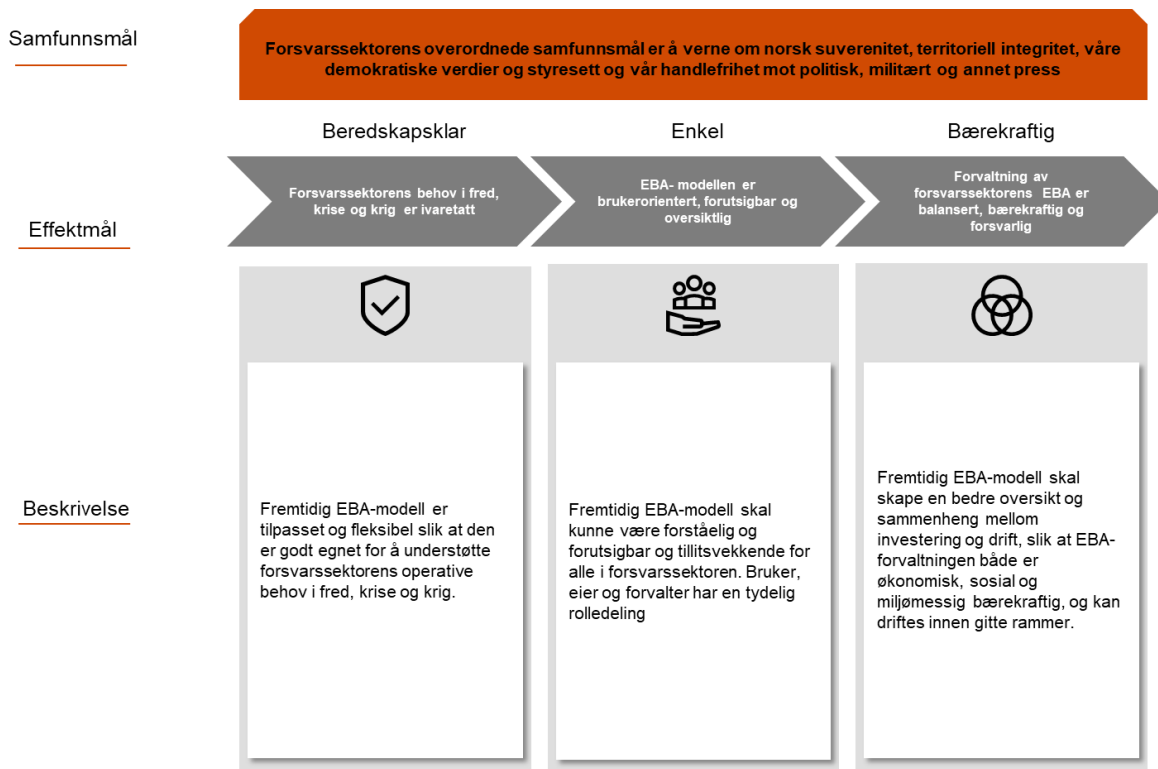 Samfunnsmål
Forsvarssektorens overordnede samfunnsmål er å verne om norsk suverenitet, territoriell integritet, våre
demokratiske verdier og styresett og vår handlefrihet mot politisk, militært og annet press
Beredskapsklar
Enkel
Bærekraftig
Effektmål
Forsvarssektorens behov i fred,
krise og krig er ivaretatt
EBA- modellen er
brukerorientert, forutsigbar og
oversiktlig
Forvaltning av
forsvarssektorens EBA er
balansert, bærekraftig og
forsvarlig
Beskrivelse
Fremtidig EBA-modell er
tilpasset og fleksibel slik at den
er godt egnet for å understøtte
forsvarssektorens operative
behov i fred, krise og krig.
Fremtidig EBA-modell skal
kunne være forståelig og
forutsigbar og tillitsvekkende for
alle i forsvarssektoren. Bruker,
eier og forvalter har en tydelig
rolledeling
Fremtidig EBA-modell skal
skape en bedre oversikt og
sammenheng mellom
investering og drift, slik at EBA-
forvaltningen både er
økonomisk, sosial og
miljømessig bærekraftig, og kan
driftes innen gitte rammer.